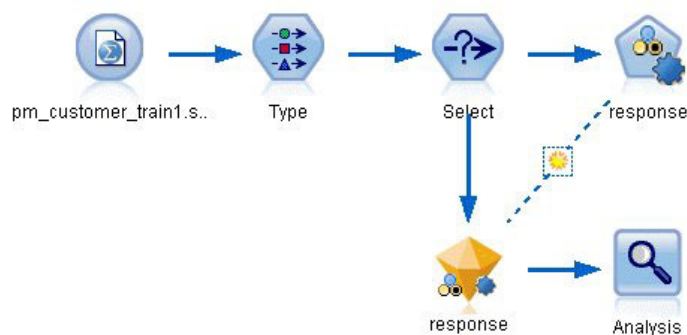 pm_customer_train1.s..
Type
Select
response
response
Analysis